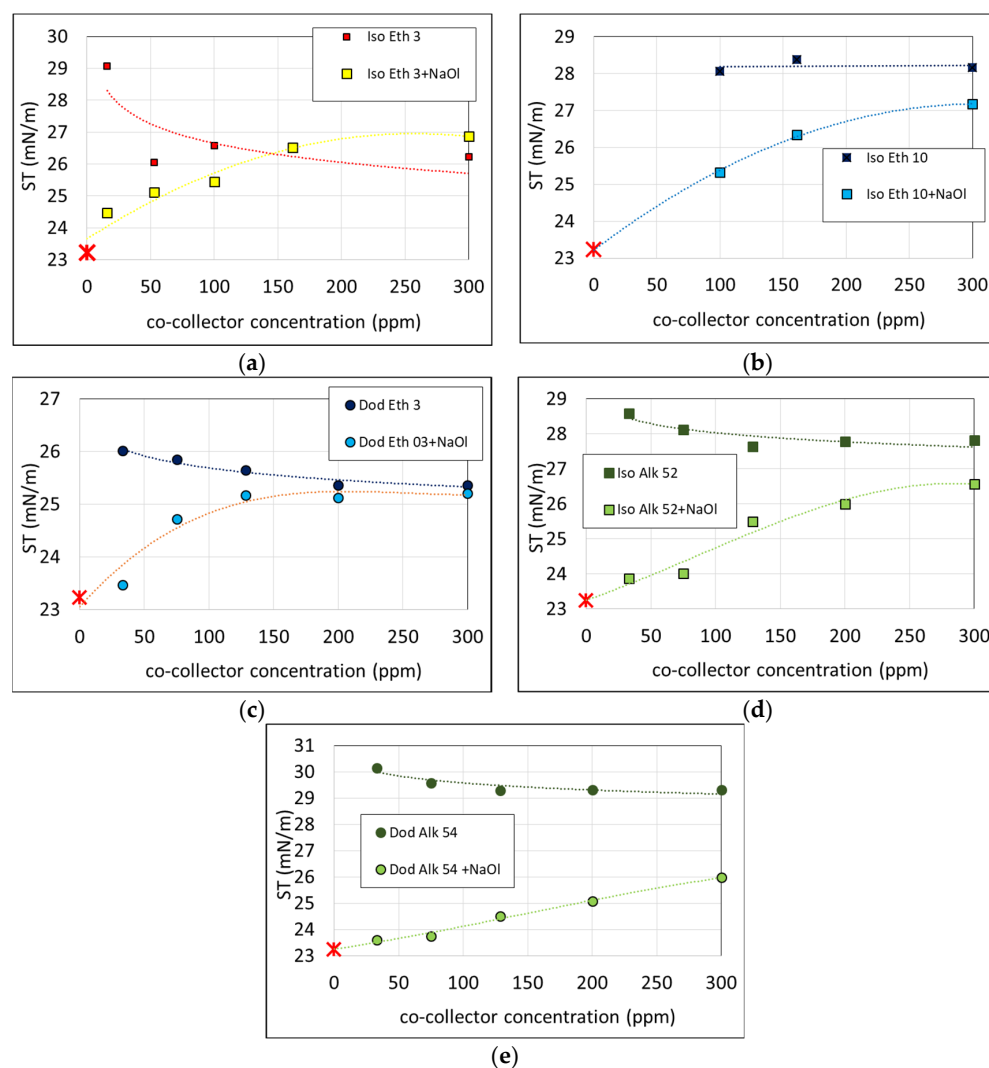 30
29
28
27
26
25
24
23
ST (mN/m)
0 50 100 150 200 250 300
co-collector concentration (ppm)
Iso Eth 3
Iso Eth 3+NaOl
(a)
29
28
27
26
25
24
23
ST (mN/m)
0 50 100 150 200 250 300
co-collector concentration (ppm)
Iso Eth 10
Iso Eth 10+NaOl
(b)
27
26
25
24
23
ST (mN/m)
0 50 100 150 200 250 300
co-collector concentration (ppm)
Dod Eth 3
Dod Eth 03+NaOl
(c)
29
28
27
26
25
24
23
ST (mN/m)
0 50 100 150 200 250 300
co-collector concentration (ppm)
Iso Alk 52
Iso Alk 52+NaOl
(d)
31
30
29
28
27
26
25
24
23
ST (mN/m)
0 50 100 150 200 250 300
co-collector concentration (ppm)
Dod Alk 54
Dod Alk 54 +NaOl
(e)